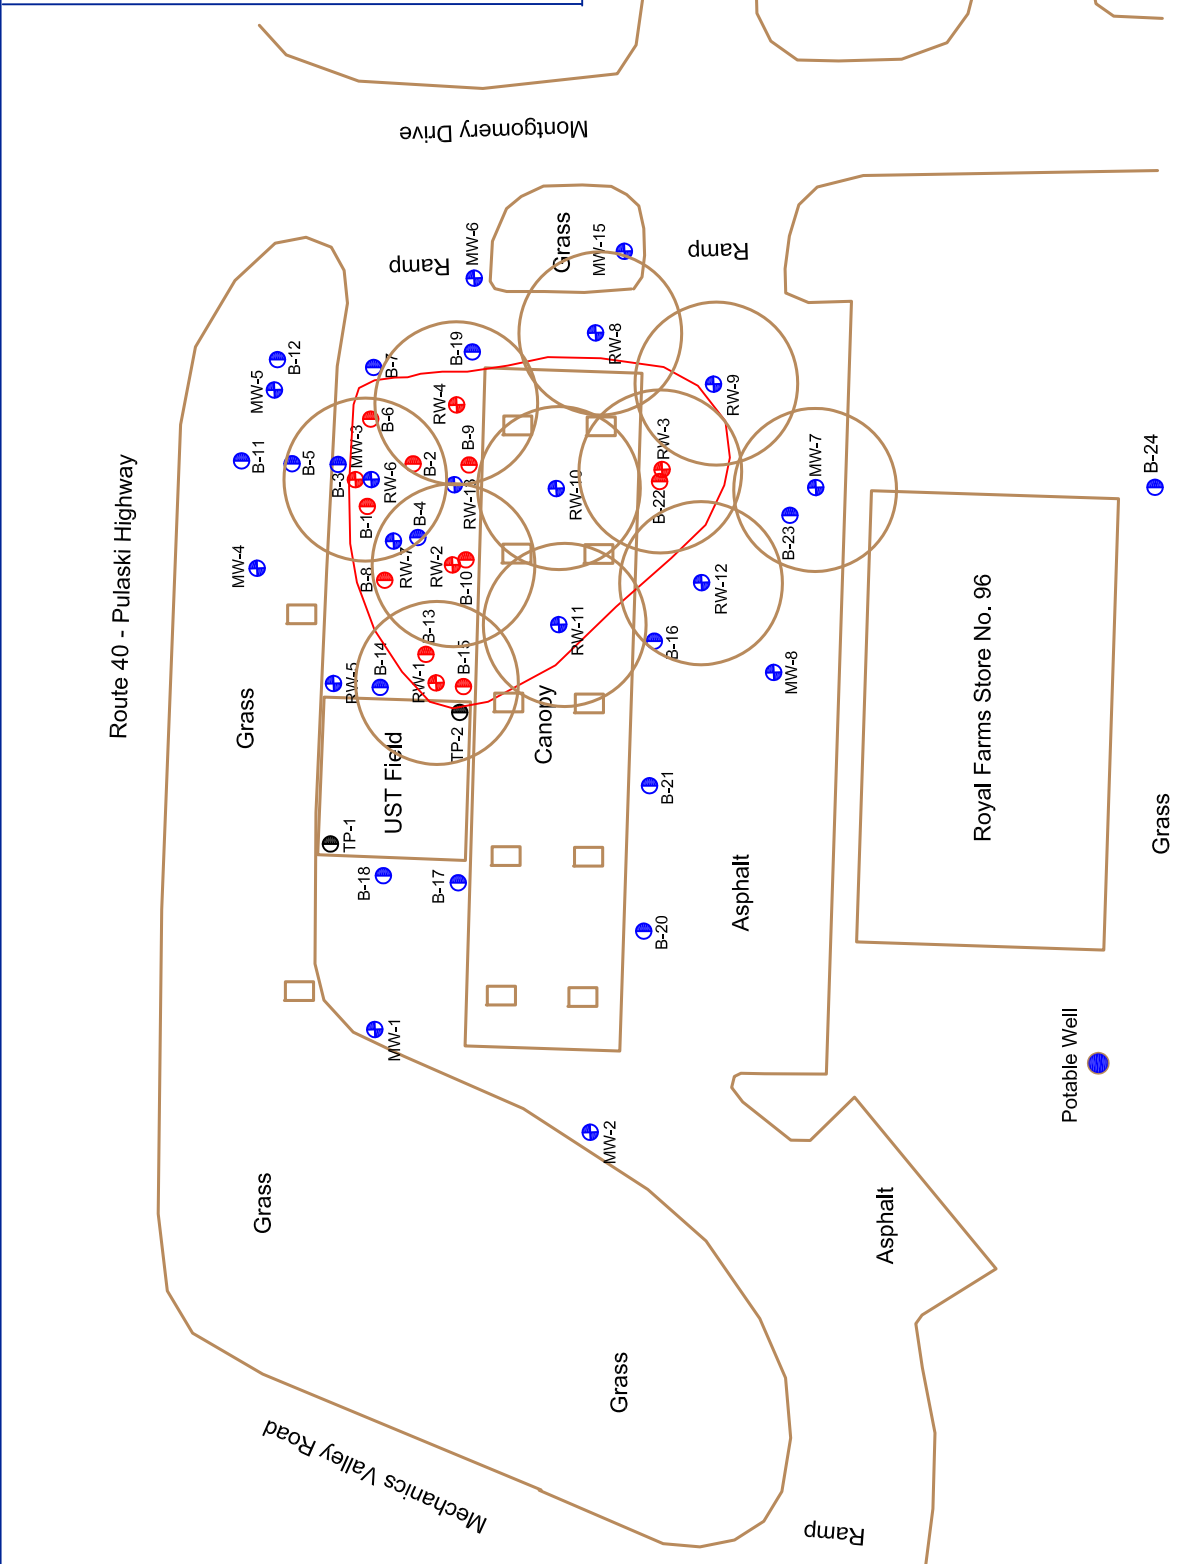 Montgomery Drive
Ramp
MW-6
Grass
MW-15
Ramp
B-12
MW-5
B-7
B-19
RW-8
RW-9
Route 40 - Pulaski Highway
B-11
B-5
B-3
MW-3
B-6
RW-4
RW-6
B-2
B-9
RW-13
RW-10
RW-3
B-22
MW-7
B-24
B-1
B-4
MW-4
B-8
RW-7
RW-2
B-10
B-23
RW-12
RW-11
B-16
MW-8
B-13
B-14
B-15
RW-1
RW-5
Grass
TP-2
Canopy
UST Field
TP-1
B-21
Royal Farms Store No. 96
Grass
B-18
B-17
B-20
Asphalt
MW-1
MW-2
Potable Well
Grass
Asphalt
Grass
Mechanics Valley Road
Ramp